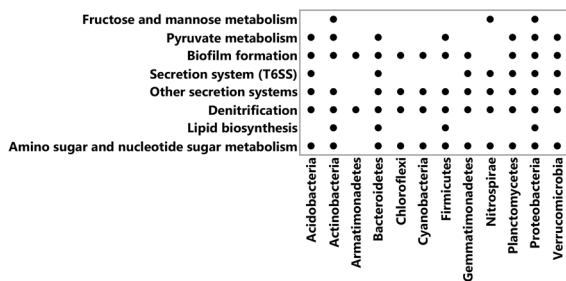 Fructose and mannose metabolism
Pyruvate metabolism
Biofilm formation
Secretion system (T6SS)
Other secretion systems
Denitrification
Lipid biosynthesis
Amino sugar and nucleotide sugar metabolism
Acidobacteria
Actinobacteria
Armatimonadetes
Bacteroidetes
Chloroflexi
Cyanobacteria
Firmicutes
Gemmatimonadetes
Nitrospirae
Planctomycetes
Proteobacteria
Verrucomicrobia